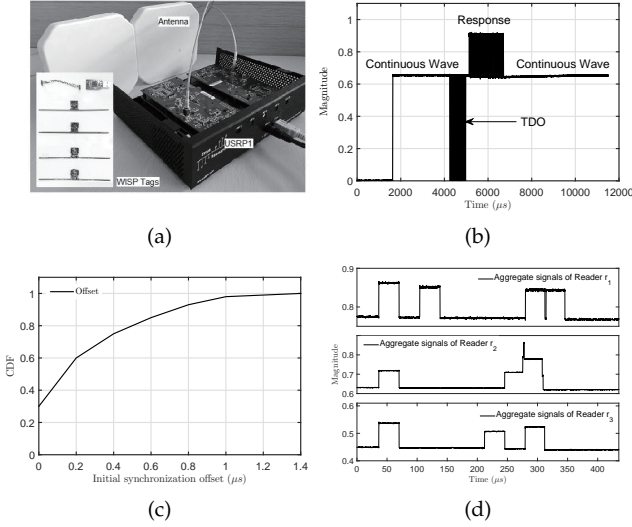 Antenna
USRP1
WISP Tags
(a)
Response
Continuous Wave
Continuous Wave
TDO
Magnitude
1
0.8
0.6
0.4
0.2
0
0 2000 4000 6000 8000 10000 12000
Time (μs)
(b)
Offset
CDF
1
0.8
0.6
0.4
0.2
0
0 0.2 0.4 0.6 0.8 1 1.2 1.4
Initial synchronization offset (μs)
(c)
Aggregate signals of Reader r1
0.9
0.8
Aggregate signals of Reader r2
0.9
0.8
0.7
0.6
Magnitude
Aggregate signals of Reader r3
0.6
0.5
0.4
0 50 100 150 200 250 300 350 400
Time (μs)
(d)